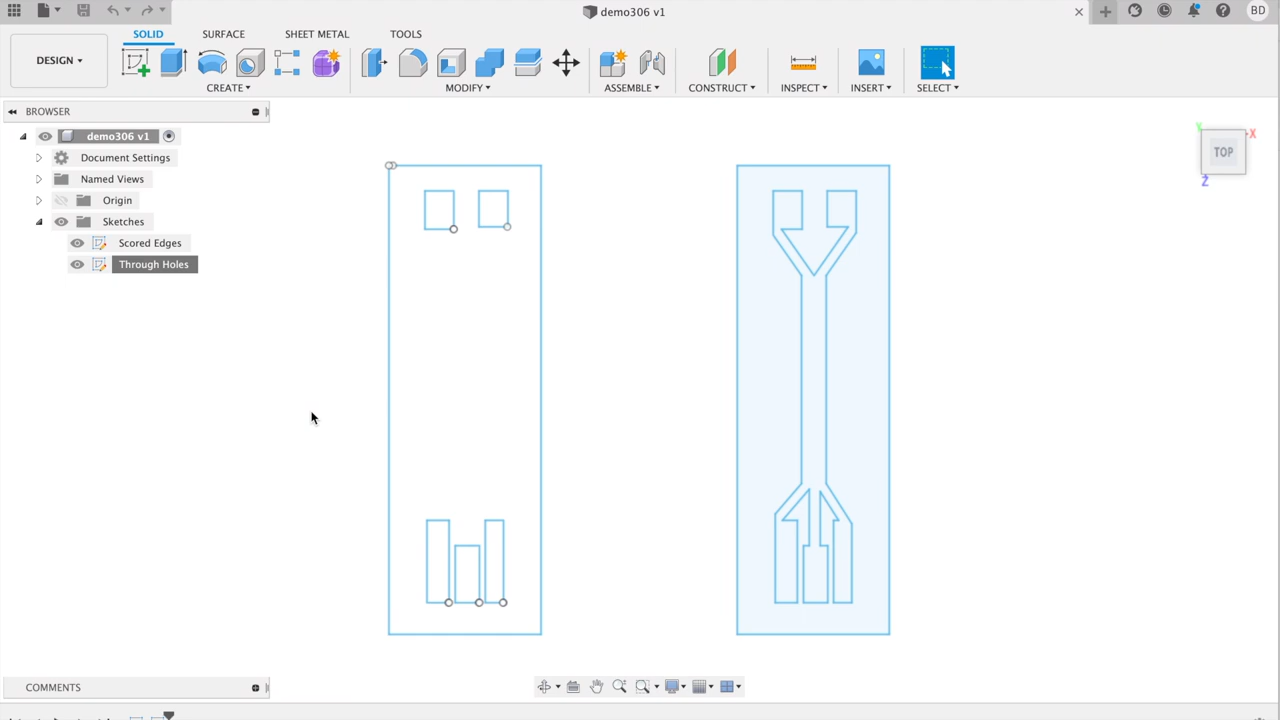 demo306 v1
BD
SOLID SURFACE SHEET METAL TOOLS
DESIGN
CREATE MODIFY ASSEMBLE CONSTRUCT INSPECT INSERT SELECT
BROWSER
demo306 v1
Document Settings
Named Views
Origin
Sketches
Scored Edges
Through Holes
Y
X
TOP
Z
COMMENTS